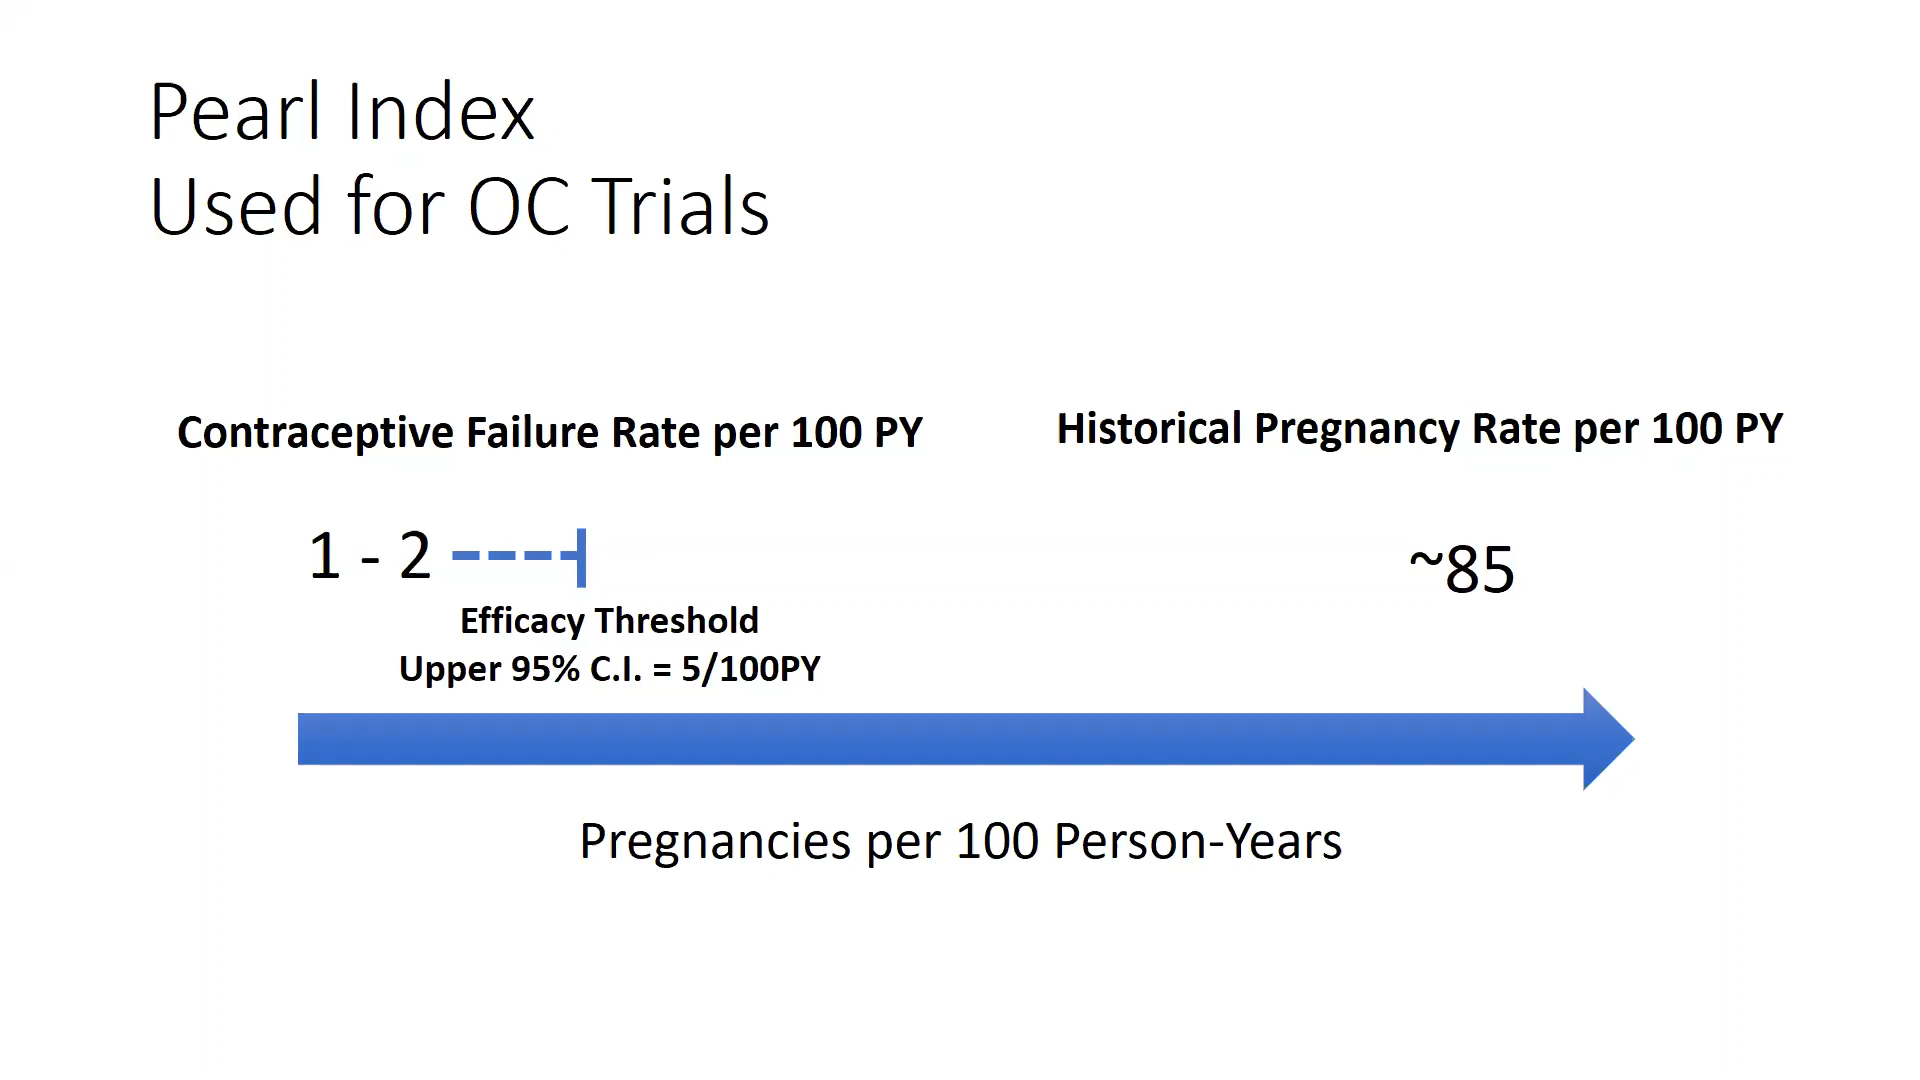 Pearl Index
Used for OC Trials
Contraceptive Failure Rate per 100 PY
Historical Pregnancy Rate per 100 PY
1 - 2
~85
Efficacy Threshold
Upper 95% C.I. = 5/100PY
Pregnancies per 100 Person-Years